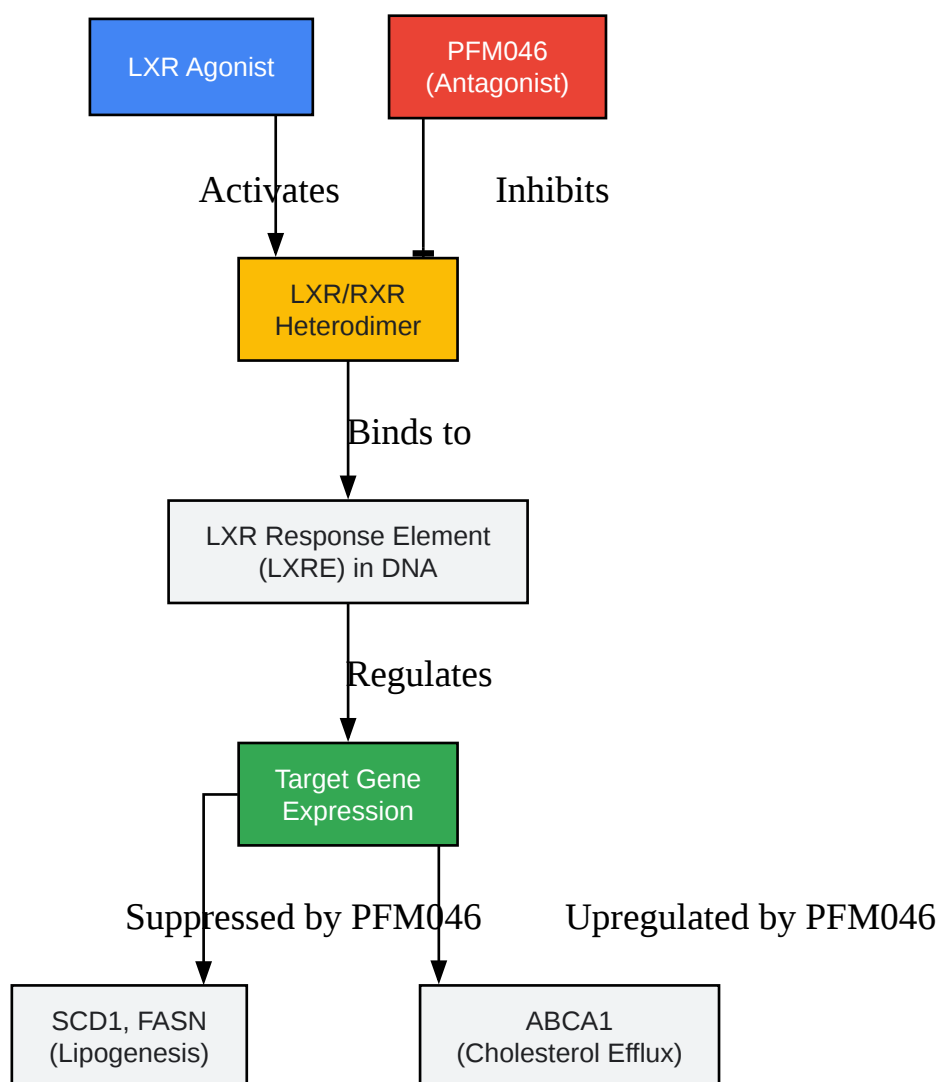 LXR Agonist
PFM046
(Antagonist)
Activates
Inhibits
LXR/RXR
Heterodimer
Binds to
LXR Response Element
(LXRE) in DNA
Regulates
Target Gene
Expression
Suppressed by PFM046
Upregulated by PFM046
SCD1, FASN
(Lipogenesis)
ABCA1
(Cholesterol Efflux)